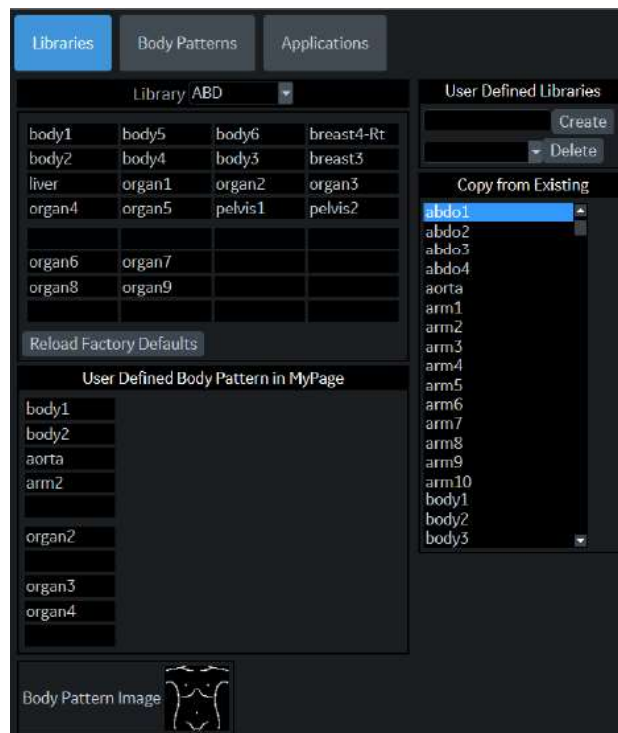 Libraries Body Patterns Applications
Library ABD
body1 body5 body6 breast4-Rt
body2 body4 body3 breast3
liver organ1 organ2 organ3
organ4 organ5 pelvis1 pelvis2
organ6 organ7
organ8 organ9
Reload Factory Defaults
User Defined Body Pattern in MyPage
body1
body2
aorta
arm2
organ2
organ3
organ4
Body Pattern Image
User Defined Libraries
Create
Delete
Copy from Existing
abdo1
abdo2
abdo3
abdo4
aorta
arm1
arm2
arm3
arm4
arm5
arm6
arm7
arm8
arm9
arm10
body1
body2
body3